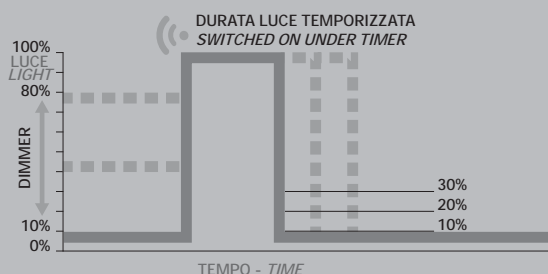 DURATA LUCE TEMPORIZZATA
SWITCHED ON UNDER TIMER
100%
LUCE
LIGHT
80%
DIMMER
10%
0%
30%
20%
10%
TEMPO - TIME